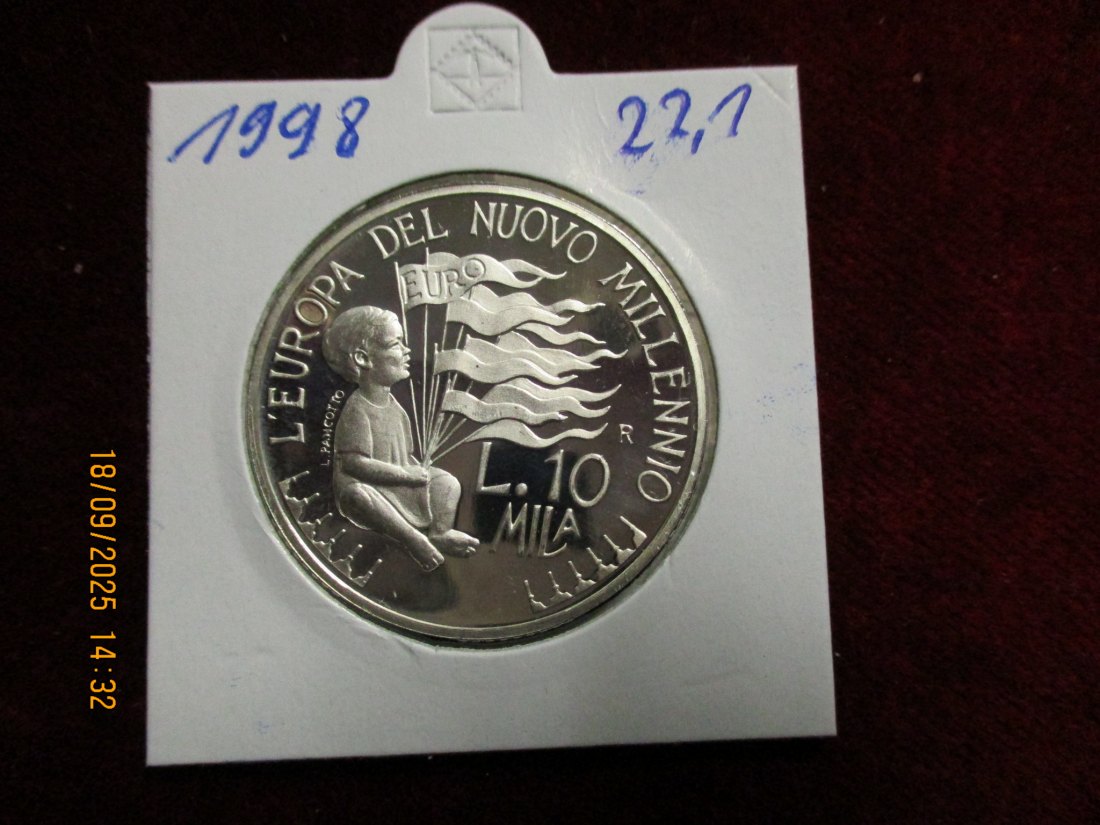 1998 22,1
L'EUROPA DEL NUOVO MILLENNIO
EURO
L. PANCOTTO
R
L. 10
MILA
18/09/2025 14:32